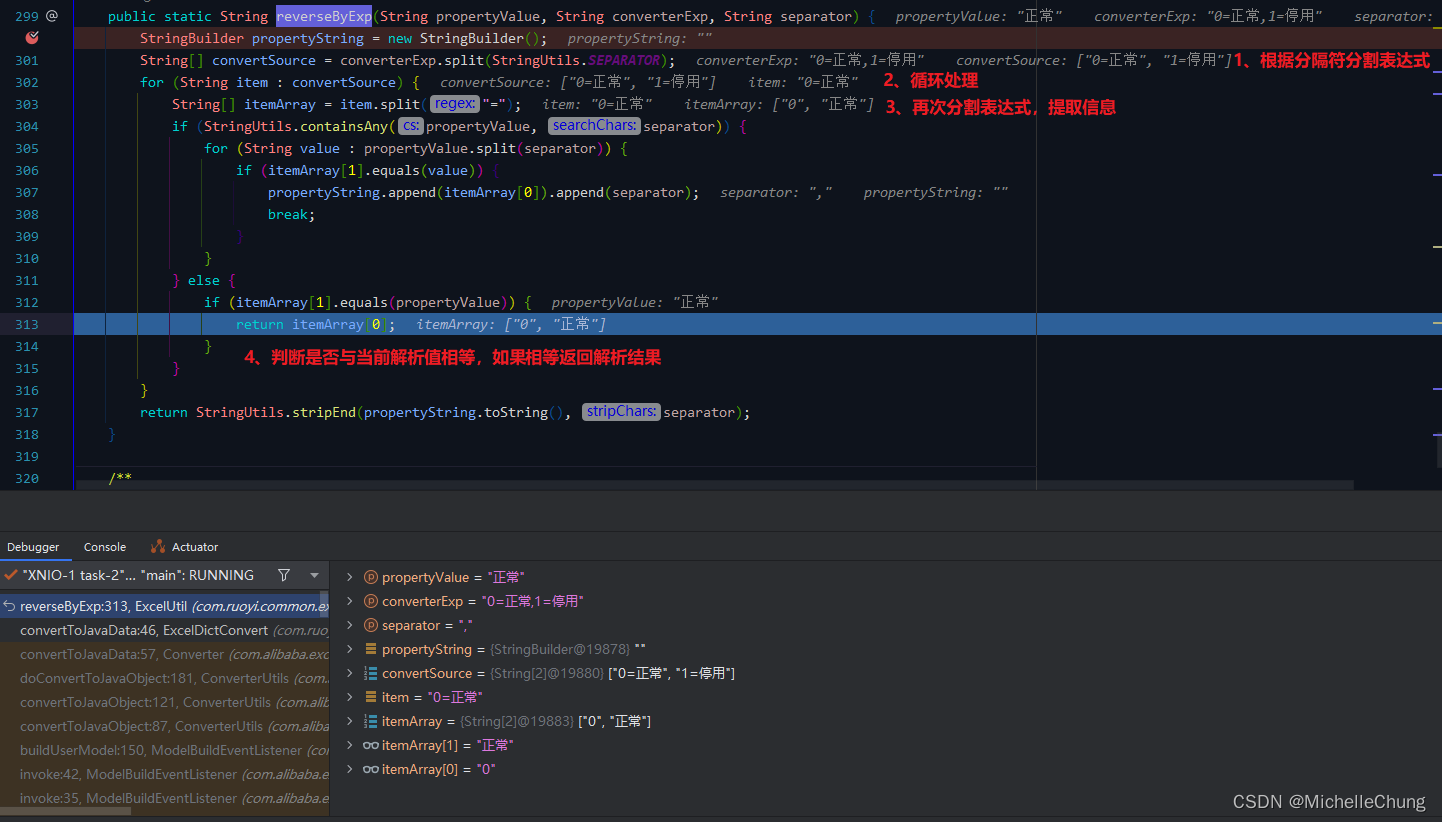 299 @ public static String reverseByExp(String propertyValue, String converterExp, String separator) { propertyValue: "正常" converterExp: "0=正常,1=停用" separator:
StringBuilder propertyString = new StringBuilder(); propertyString: ""
301 String[] convertSource = converterExp.split(StringUtils.SEPARATOR); converterExp: "0=正常,1=停用" convertSource: ["0=正常", "1=停用"] 1、根据分隔符分割表达式
302 for (String item : convertSource) { convertSource: ["0=正常", "1=停用"] item: "0=正常" 2、循环处理
303 String[] itemArray = item.split( regex: "="); item: "0=正常" itemArray: ["0", "正常"] 3、再次分割表达式，提取信息
304 if (StringUtils.containsAny( cs: propertyValue, searchChars: separator)) {
305 for (String value : propertyValue.split(separator)) {
306 if (itemArray[1].equals(value)) {
307 propertyString.append(itemArray[0]).append(separator); separator: "," propertyString: ""
308 break;
309 }
310 }
311 } else {
312 if (itemArray[1].equals(propertyValue)) { propertyValue: "正常"
313 return itemArray[0]; itemArray: ["0", "正常"]
314 }
4、判断是否与当前解析值相等，如果相等返回解析结果
315 }
316 }
317 return StringUtils.stripEnd(propertyString.toString(), stripChars: separator);
318 }
319
320 /**
Debugger Console Actuator
"XNIO-1 task-2"... "main": RUNNING
reverseByExp:313, ExcelUtil (com.ruoyi.common.ex
convertToJavaData:46, ExcelDictConvert (com.ruoy
convertToJavaData:57, Converter (com.alibaba.exc
doConvertToJavaObject:181, ConverterUtils (com.
convertToJavaObject:121, ConverterUtils (com.alib
convertToJavaObject:87, ConverterUtils (com.aliba
buildUserModel:150, ModelBuildEventListener (co
invoke:42, ModelBuildEventListener (com.alibaba.e
invoke:35, ModelBuildEventListener (com.alibaba.e
propertyValue = "正常"
converterExp = "0=正常,1=停用"
separator = ","
propertyString = {StringBuilder@19878} ""
convertSource = {String[2]@19880} ["0=正常", "1=停用"]
item = "0=正常"
itemArray = {String[2]@19883} ["0", "正常"]
itemArray[1] = "正常"
itemArray[0] = "0"
CSDN @MichelleChung